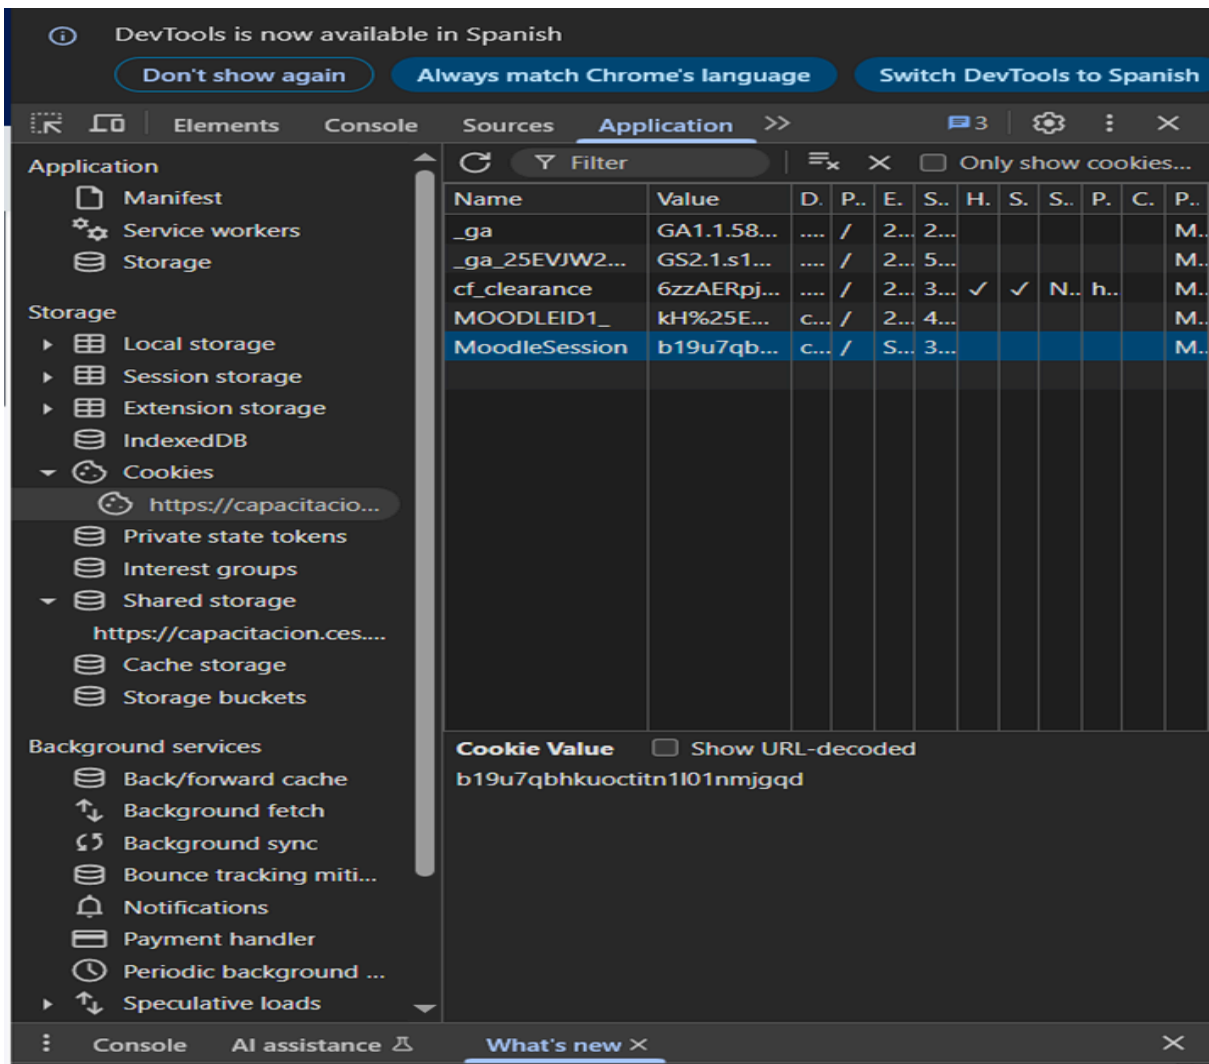 DevTools is now available in Spanish
Don't show again
Always match Chrome's language
Switch DevTools to Spanish
Elements Console Sources Application 3
Application
Manifest
Service workers
Storage
Storage
Local storage
Session storage
Extension storage
IndexedDB
Cookies
https://capacitacio...
Private state tokens
Interest groups
Shared storage
https://capacitacion.ces....
Cache storage
Storage buckets
Background services
Back/forward cache
Background fetch
Background sync
Bounce tracking miti...
Notifications
Payment handler
Periodic background ...
Speculative loads
Filter Only show cookies...
Name Value D. P.. E. S.. H. S. S.. P. C. P..
_ga GA1.1.58... .... / 2... 2... M..
_ga_25EVJW2... GS2.1.s1... .... / 2... 5... M..
cf_clearance 6zzAERpj... .... / 2... 3... ✓ ✓ N.. h.. M..
MOODLEID1_ kH%25E... c... / 2... 4... M..
MoodleSession b19u7qb... c... / S... 3... M..
Cookie Value Show URL-decoded
b19u7qbhkuoctitn1l01nmjgqd
Console AI assistance What's new